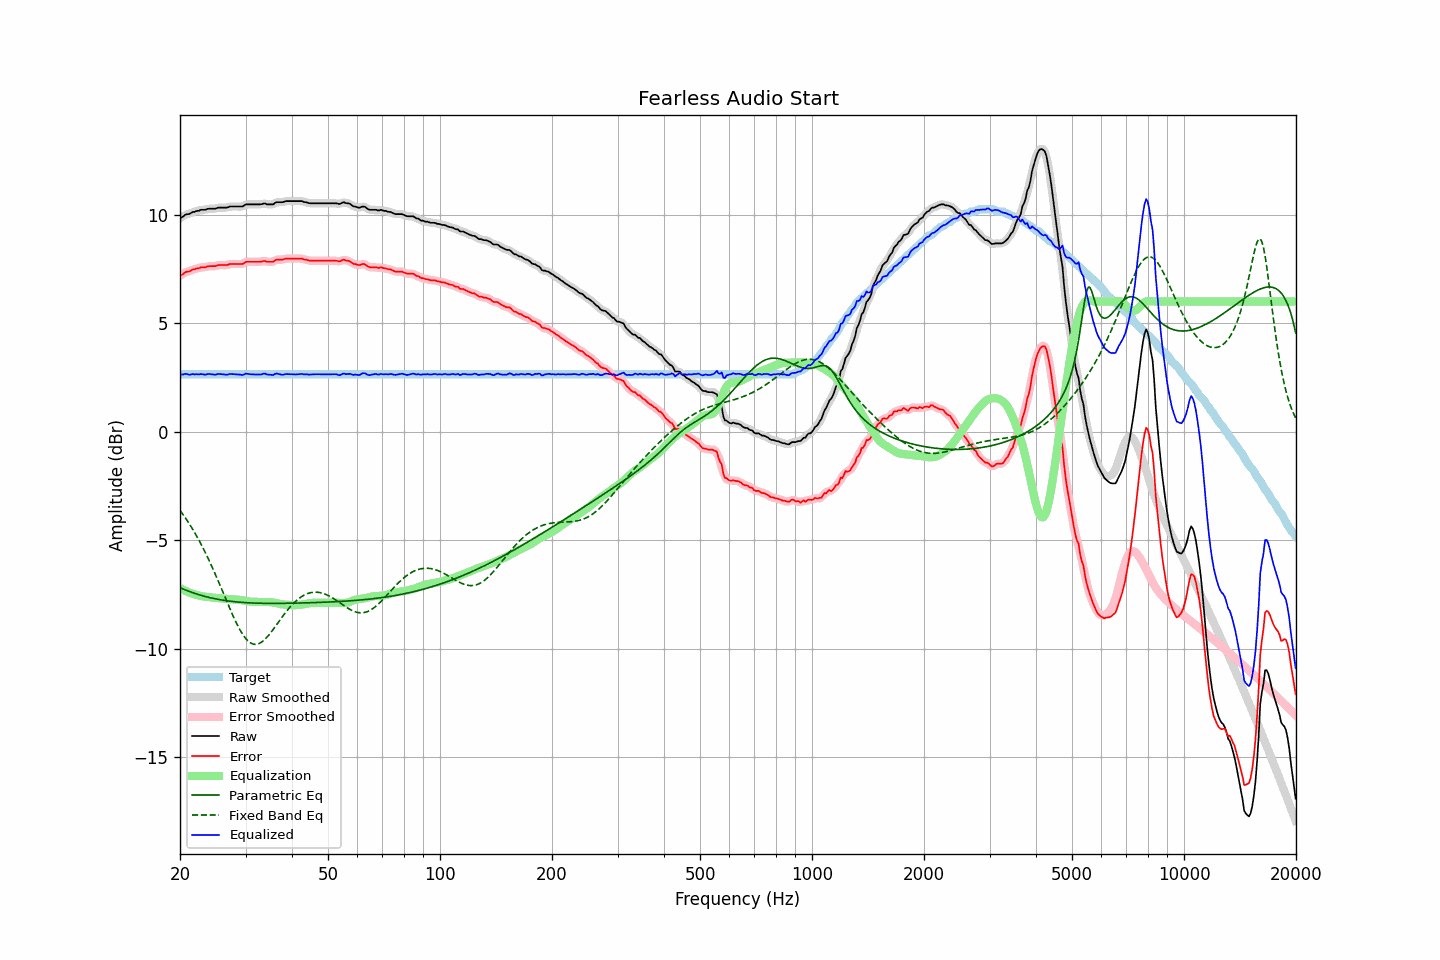 Fearless Audio Start
Amplitude (dBr)
10
5
0
−5
−10
−15
Target
Raw Smoothed
Error Smoothed
Raw
Error
Equalization
Parametric Eq
Fixed Band Eq
Equalized
20 50 100 200 500 1000 2000 5000 10000 20000
Frequency (Hz)